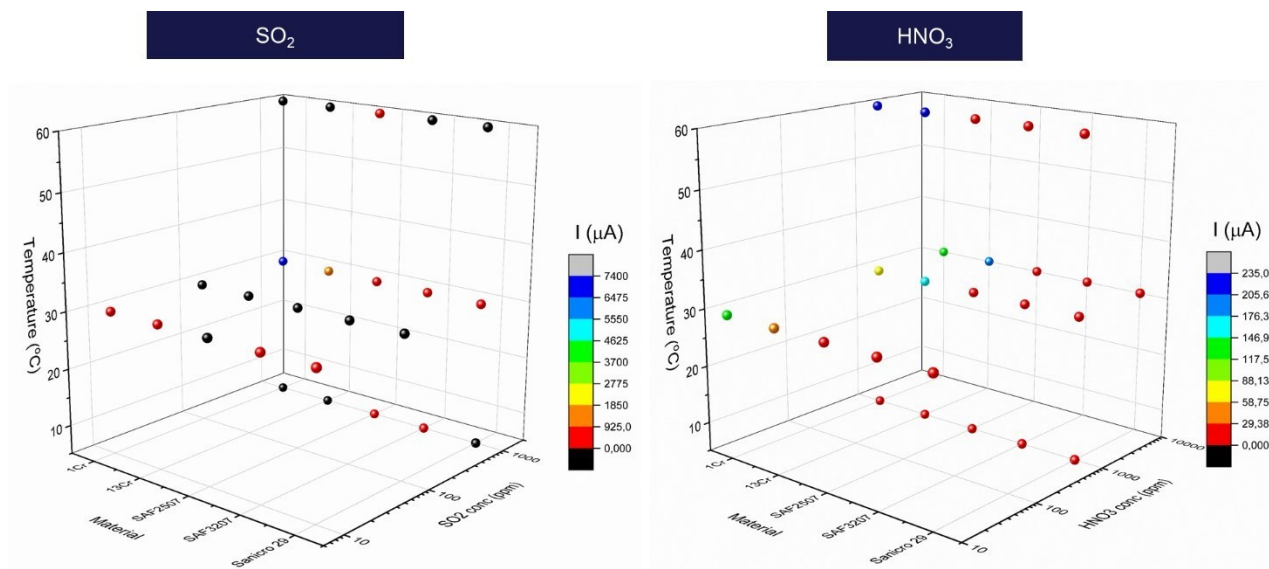 SO₂
HNO₃
60
50
40
30
20
10
Temperature (°C)
1Cr
13Cr
SAF2507
SAF3207
Sanicro 29
Material
10
100
1000
SO2 conc (ppm)
I (μA)
7400
6475
5550
4625
3700
2775
1850
925,0
0,000
60
50
40
30
20
10
Temperature (°C)
1Cr
13Cr
SAF2507
SAF3207
Sanicro 29
Material
10
100
1000
10000
HNO3 conc (ppm)
I (μA)
235,0
205,6
176,3
146,9
117,5
88,13
58,75
29,38
0,000